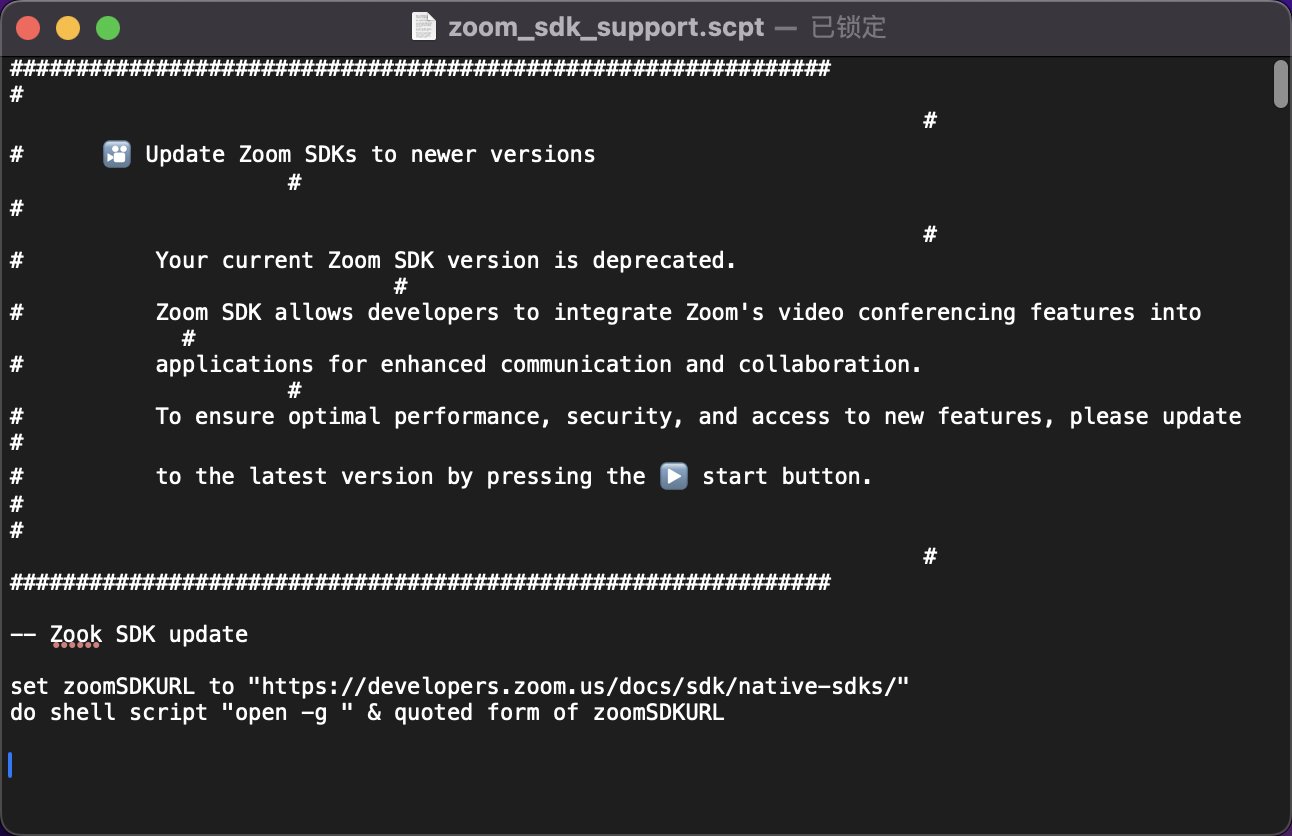 zoom_sdk_support.scpt — 已锁定
##############################################################
#
#
# 🎦 Update Zoom SDKs to newer versions
#
#
#
# Your current Zoom SDK version is deprecated.
#
# Zoom SDK allows developers to integrate Zoom's video conferencing features into
#
# applications for enhanced communication and collaboration.
#
# To ensure optimal performance, security, and access to new features, please update
#
# to the latest version by pressing the ▶️ start button.
#
#
#
##############################################################
-- Zook SDK update
set zoomSDKURL to "https://developers.zoom.us/docs/sdk/native-sdks/"
do shell script "open -g " & quoted form of zoomSDKURL